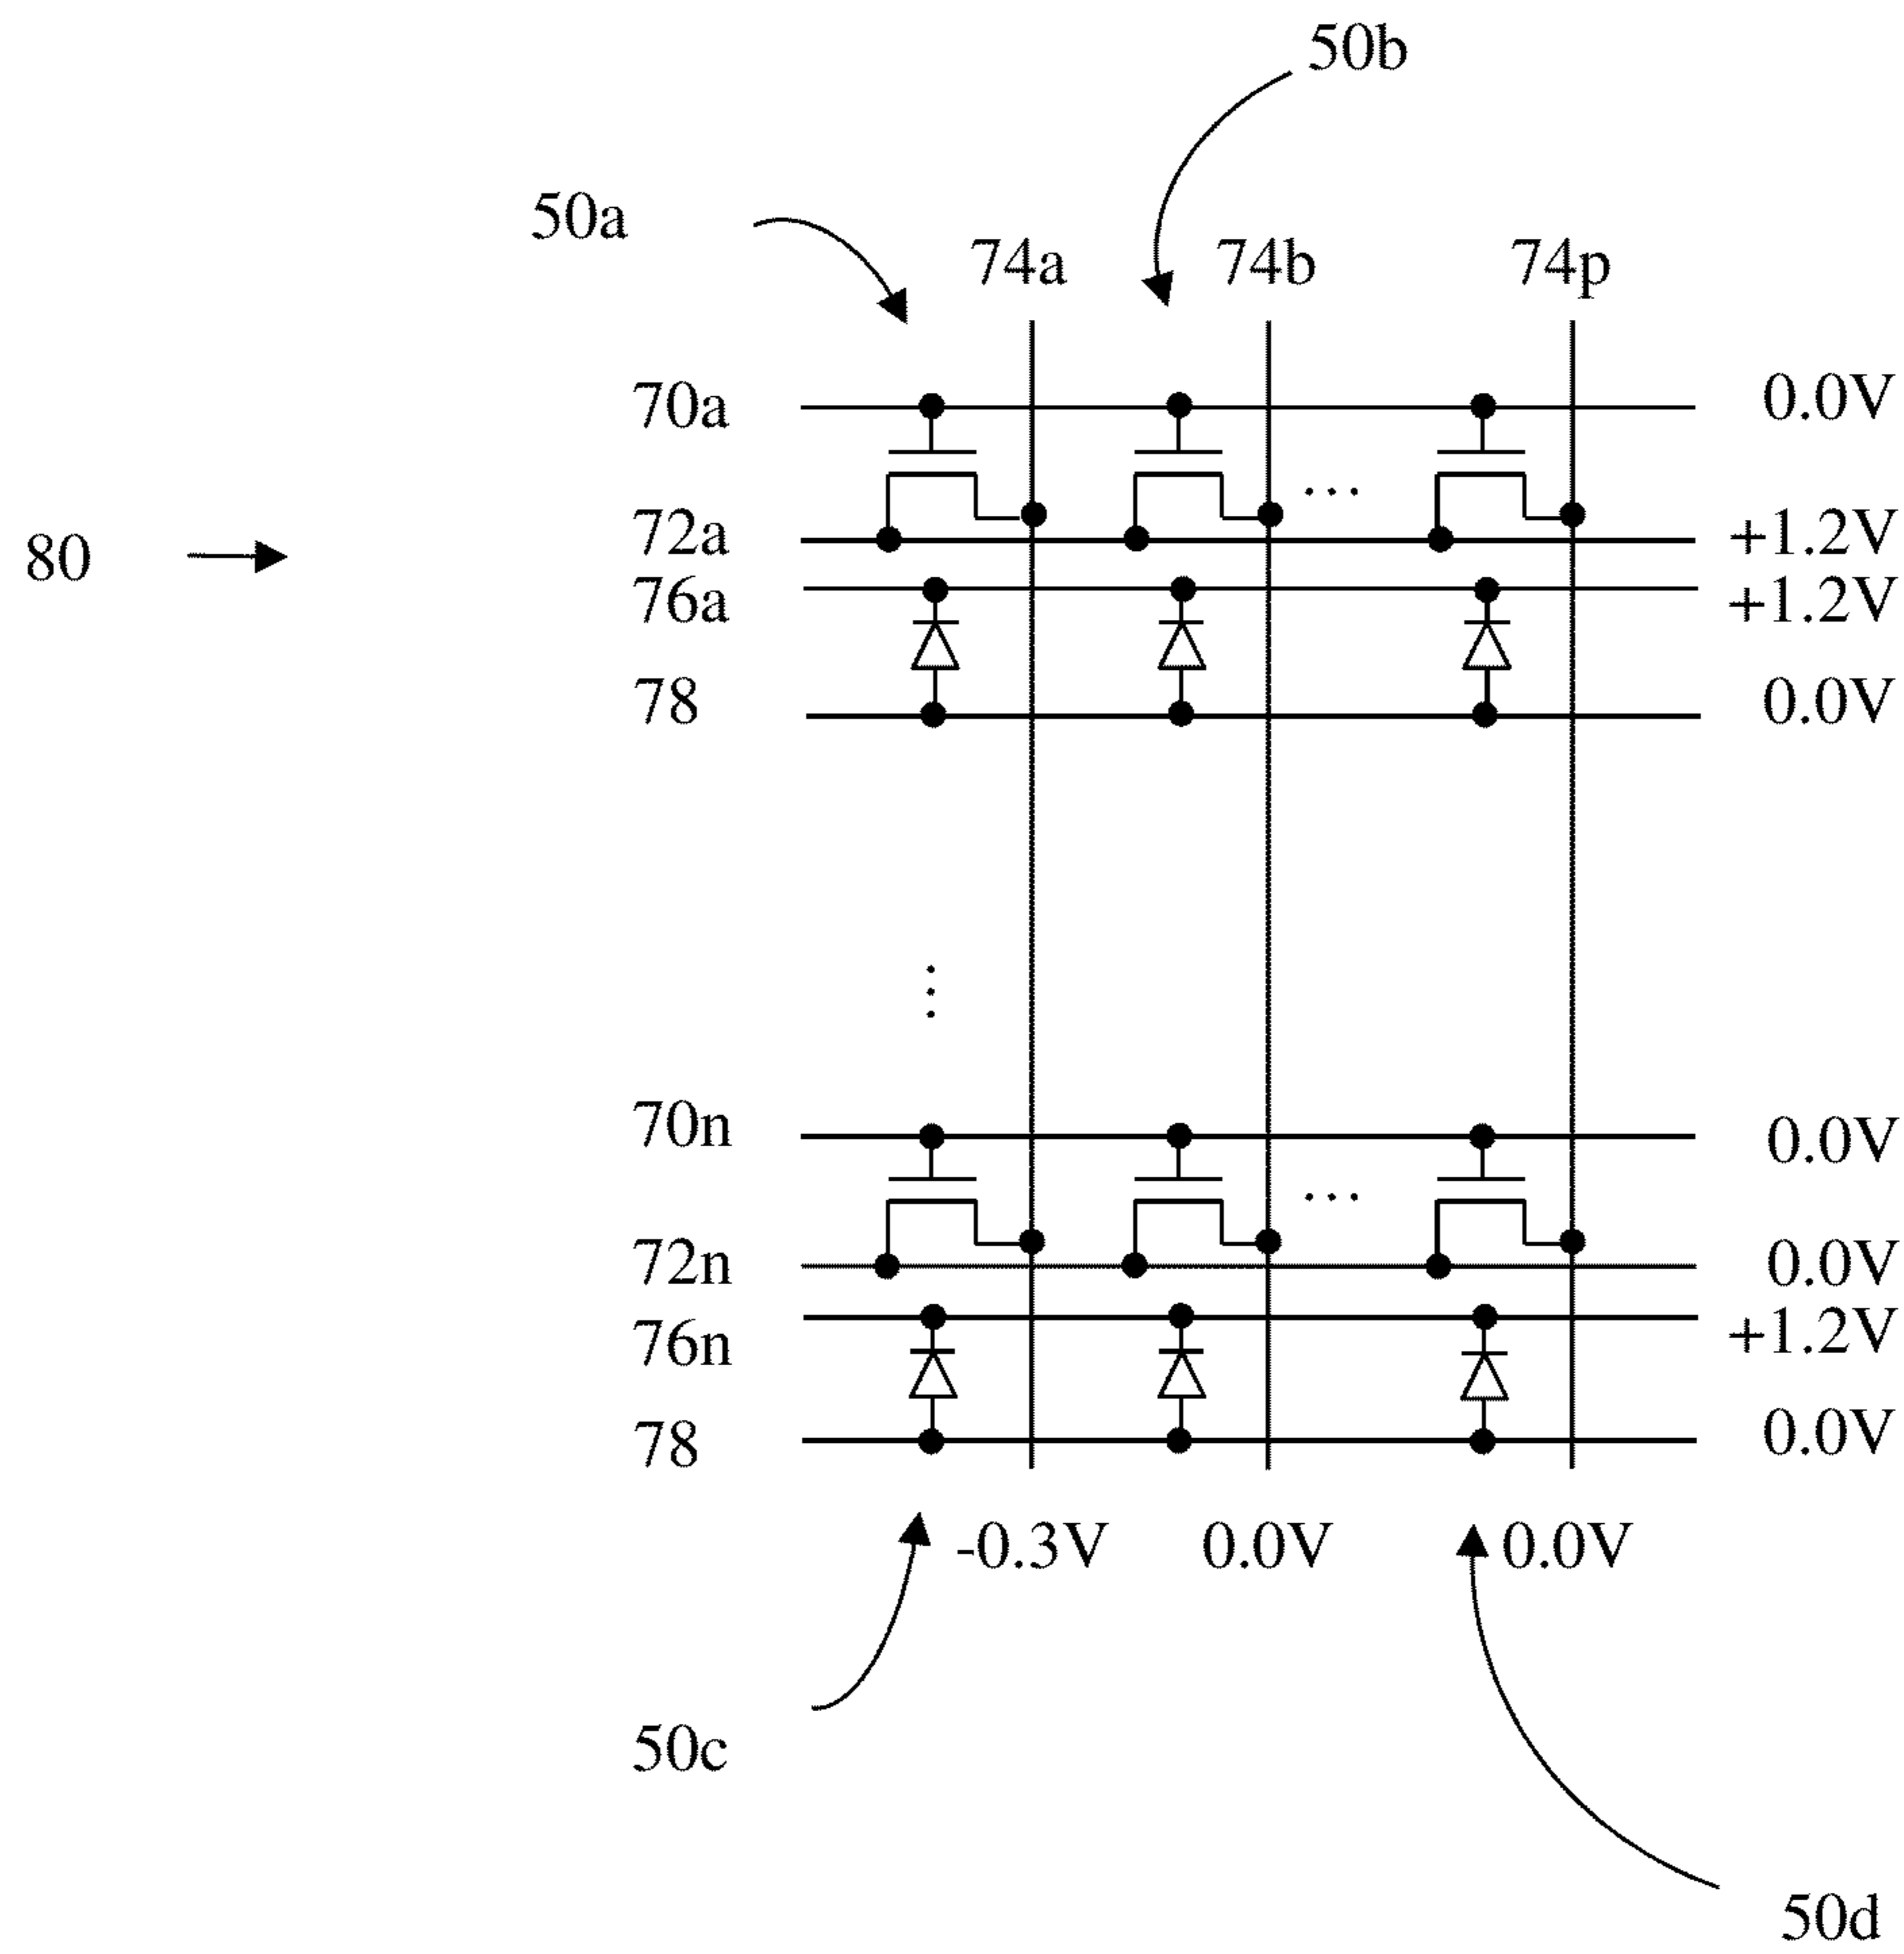 50b
50a
74a 74b 74p
70a 0.0V
...
72a +1.2V
80
76a +1.2V
78 0.0V
...
70n 0.0V
...
72n 0.0V
76n +1.2V
78 0.0V
-0.3V 0.0V 0.0V
50c
50d